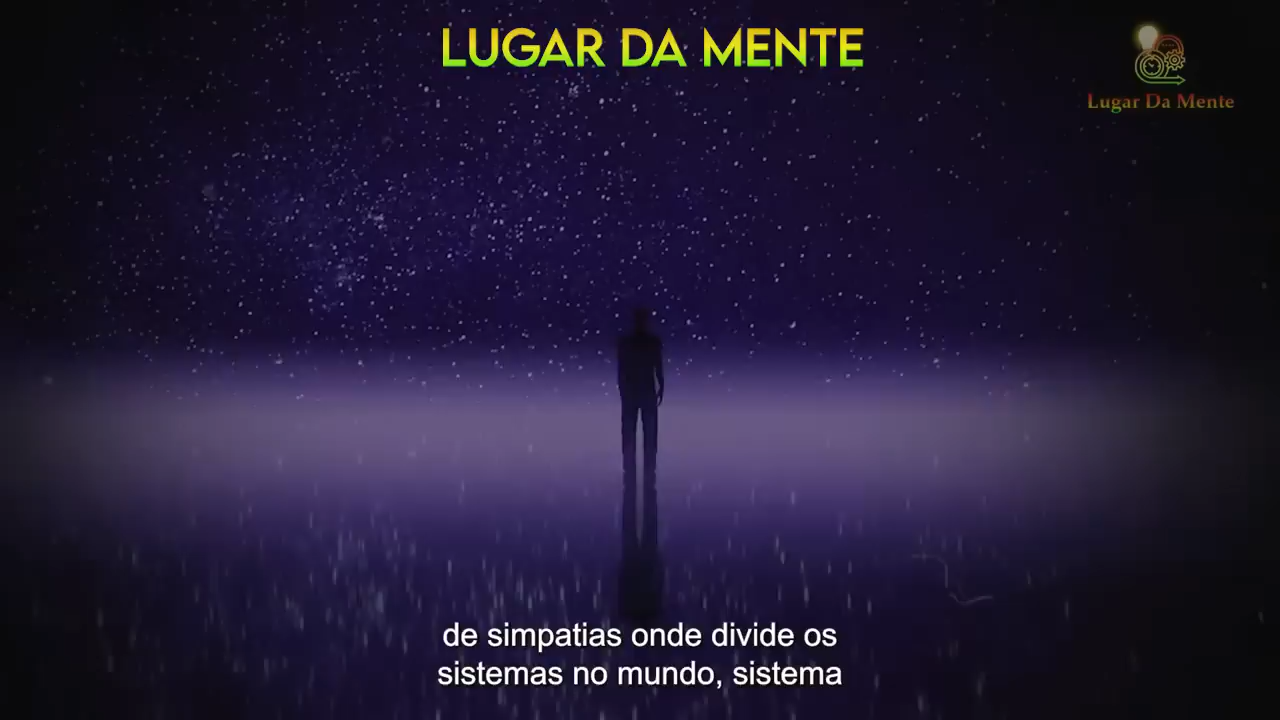 LUGAR DA MENTE
Lugar Da Mente
de simpatias onde divide os
sistemas no mundo, sistema